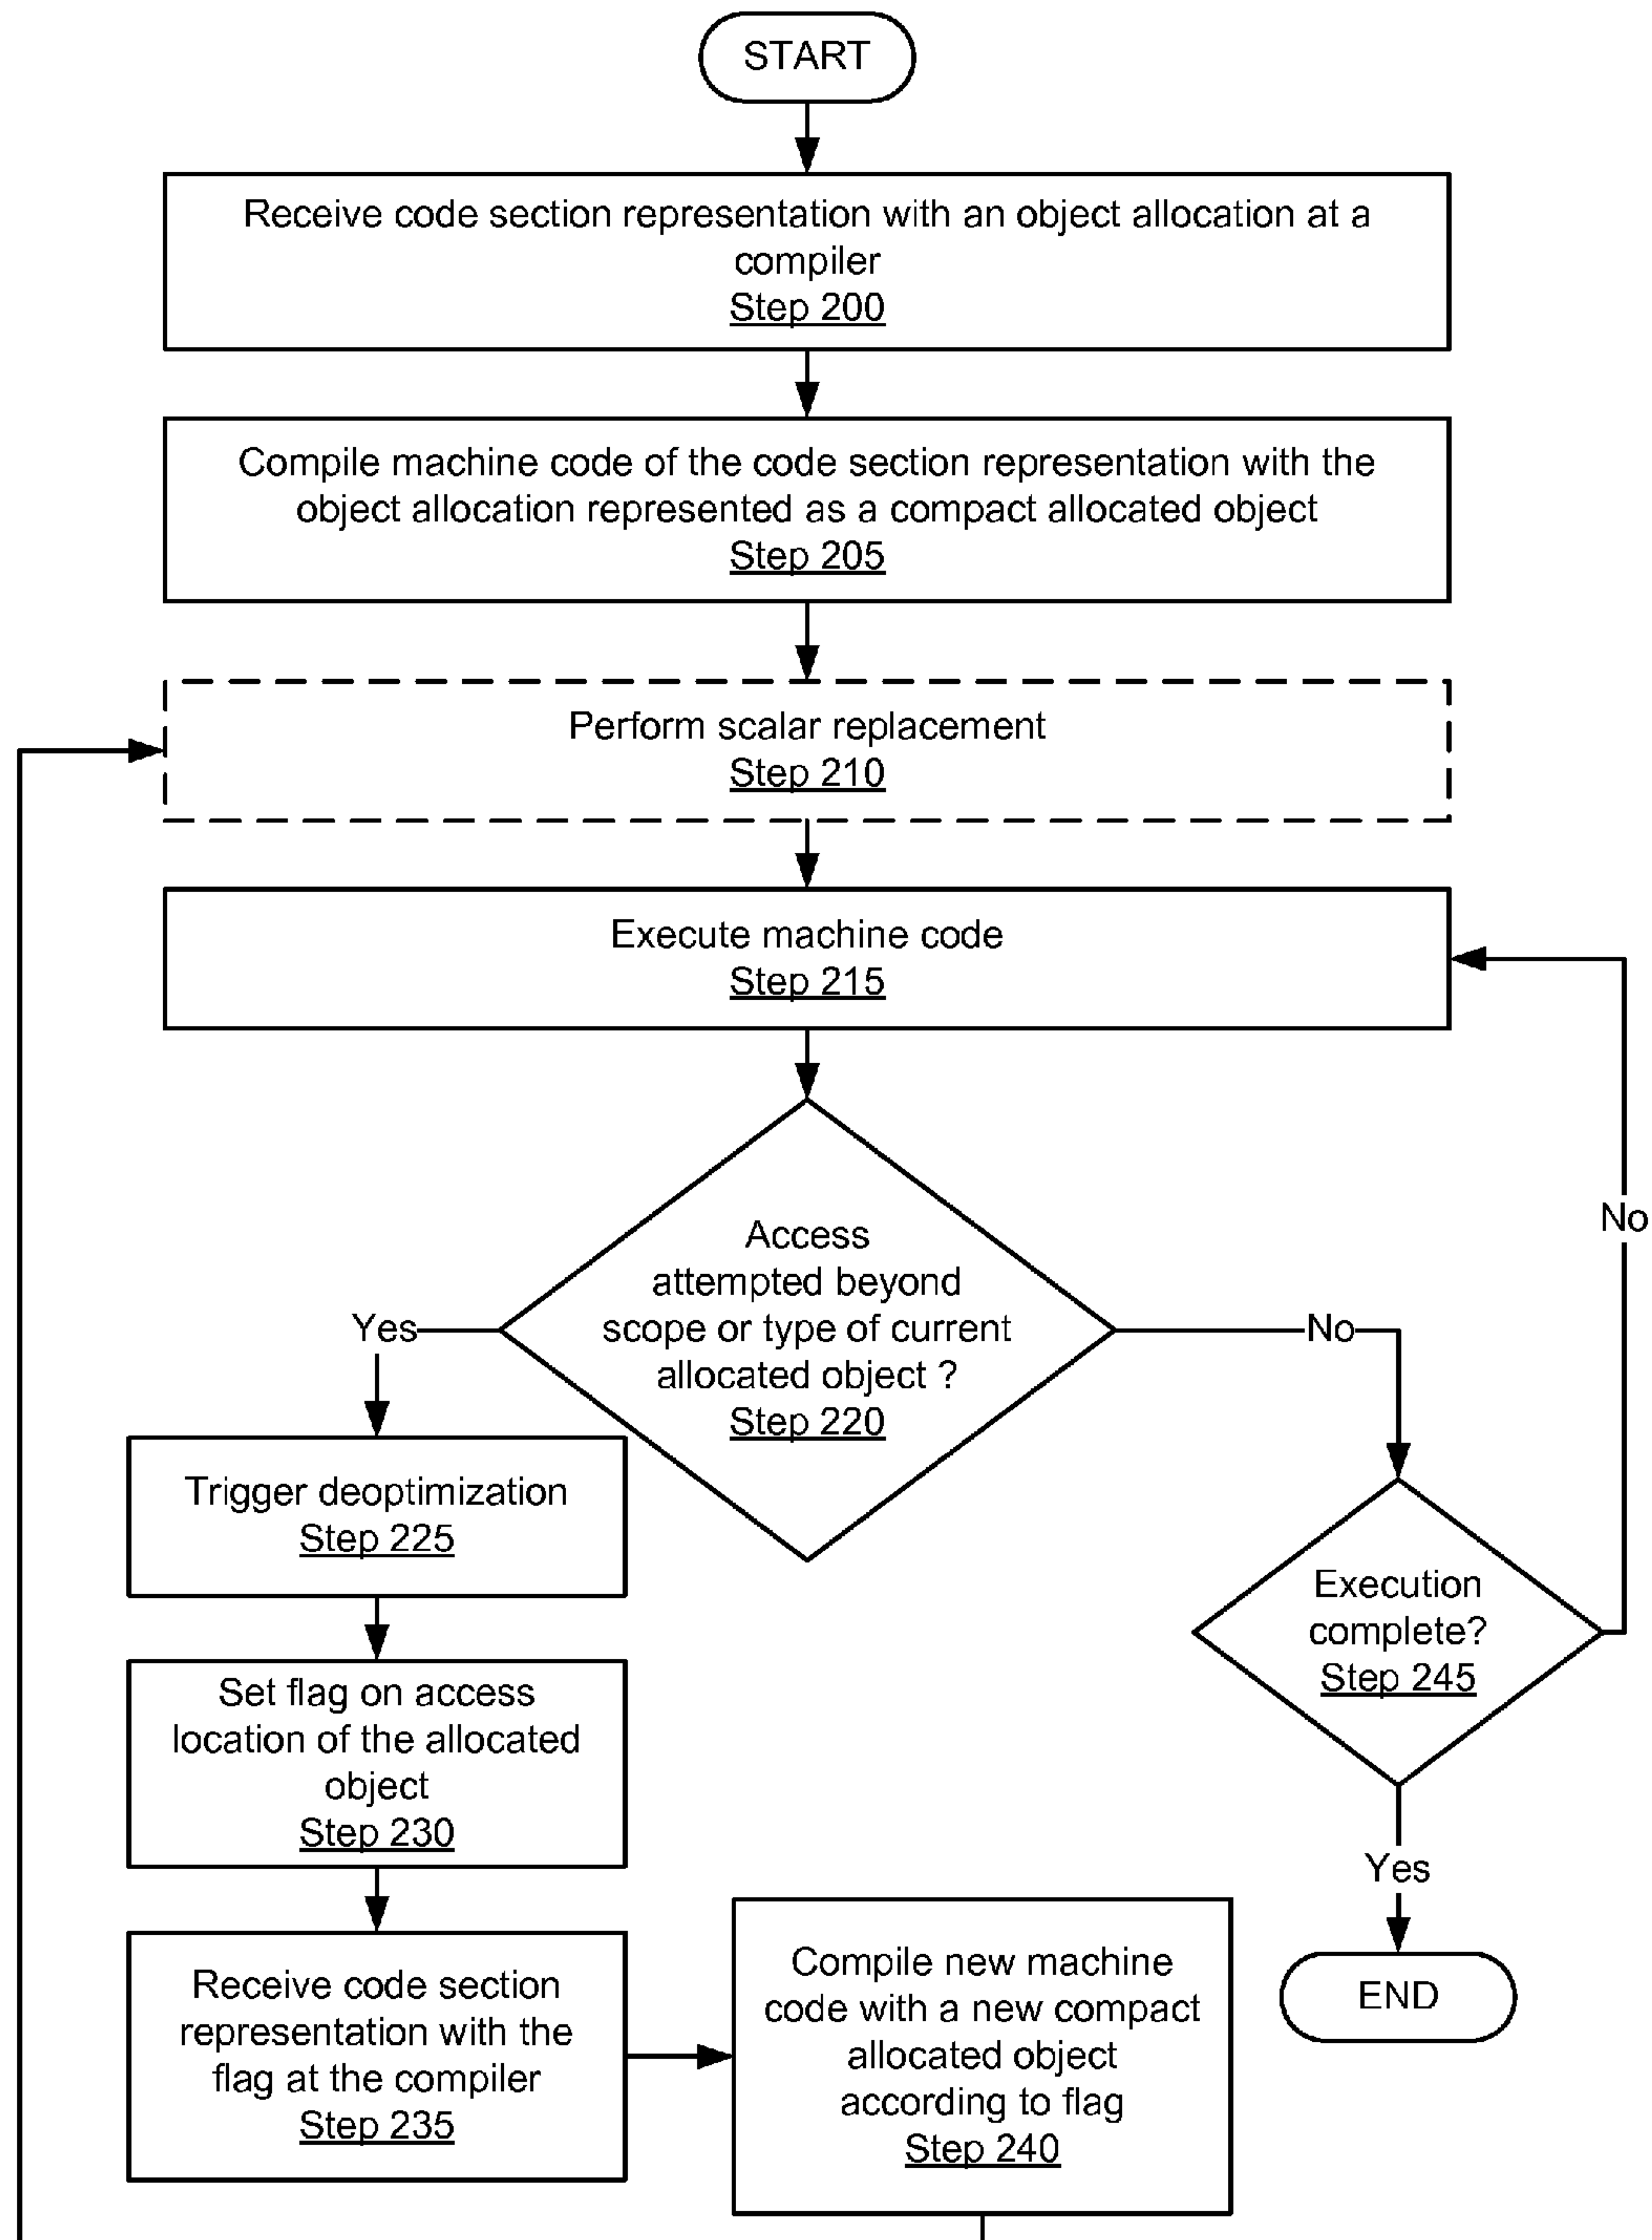 START
Receive code section representation with an object allocation at a
compiler
Step 200
Compile machine code of the code section representation with the
object allocation represented as a compact allocated object
Step 205
Perform scalar replacement
Step 210
Execute machine code
Step 215
Access
attempted beyond
scope or type of current
allocated object ?
Step 220
Yes
No
No
Trigger deoptimization
Step 225
Execution
complete?
Step 245
Set flag on access
location of the allocated
object
Step 230
Yes
END
Receive code section
representation with the
flag at the compiler
Step 235
Compile new machine
code with a new compact
allocated object
according to flag
Step 240